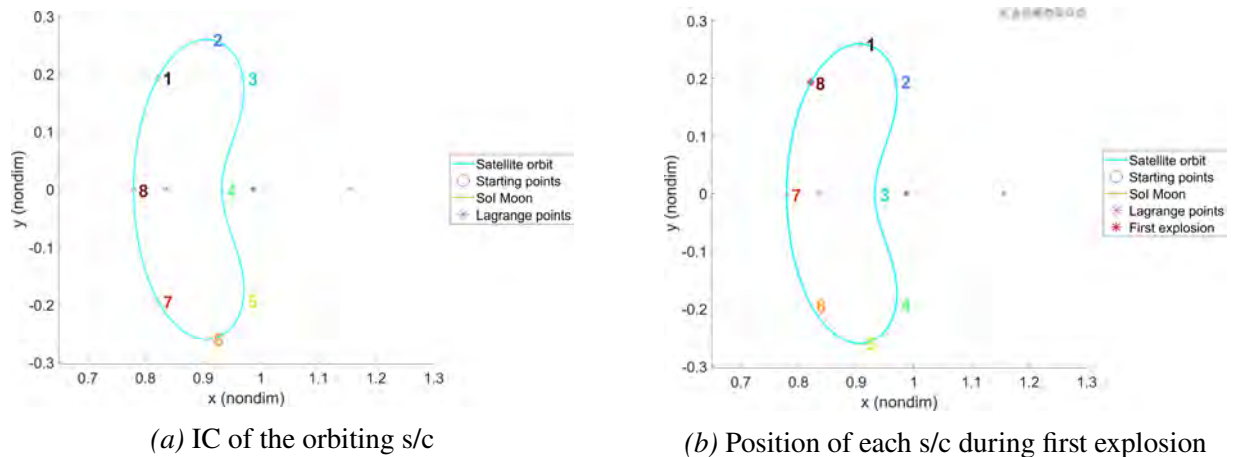 0.3
0.2
0.1
0
-0.1
-0.2
-0.3
y (nondim)
0.7 0.8 0.9 1 1.1 1.2 1.3
x (nondim)
1
2
3
4
5
6
7
8
Satellite orbit
Starting points
Sol Moon
Lagrange points
(a) IC of the orbiting s/c
0.3
0.2
0.1
0
-0.1
-0.2
-0.3
y (nondim)
0.7 0.8 0.9 1 1.1 1.2 1.3
x (nondim)
1
2
3
4
5
6
7
8
Satellite orbit
Starting points
Sol Moon
Lagrange points
First explosion
(b) Position of each s/c during first explosion